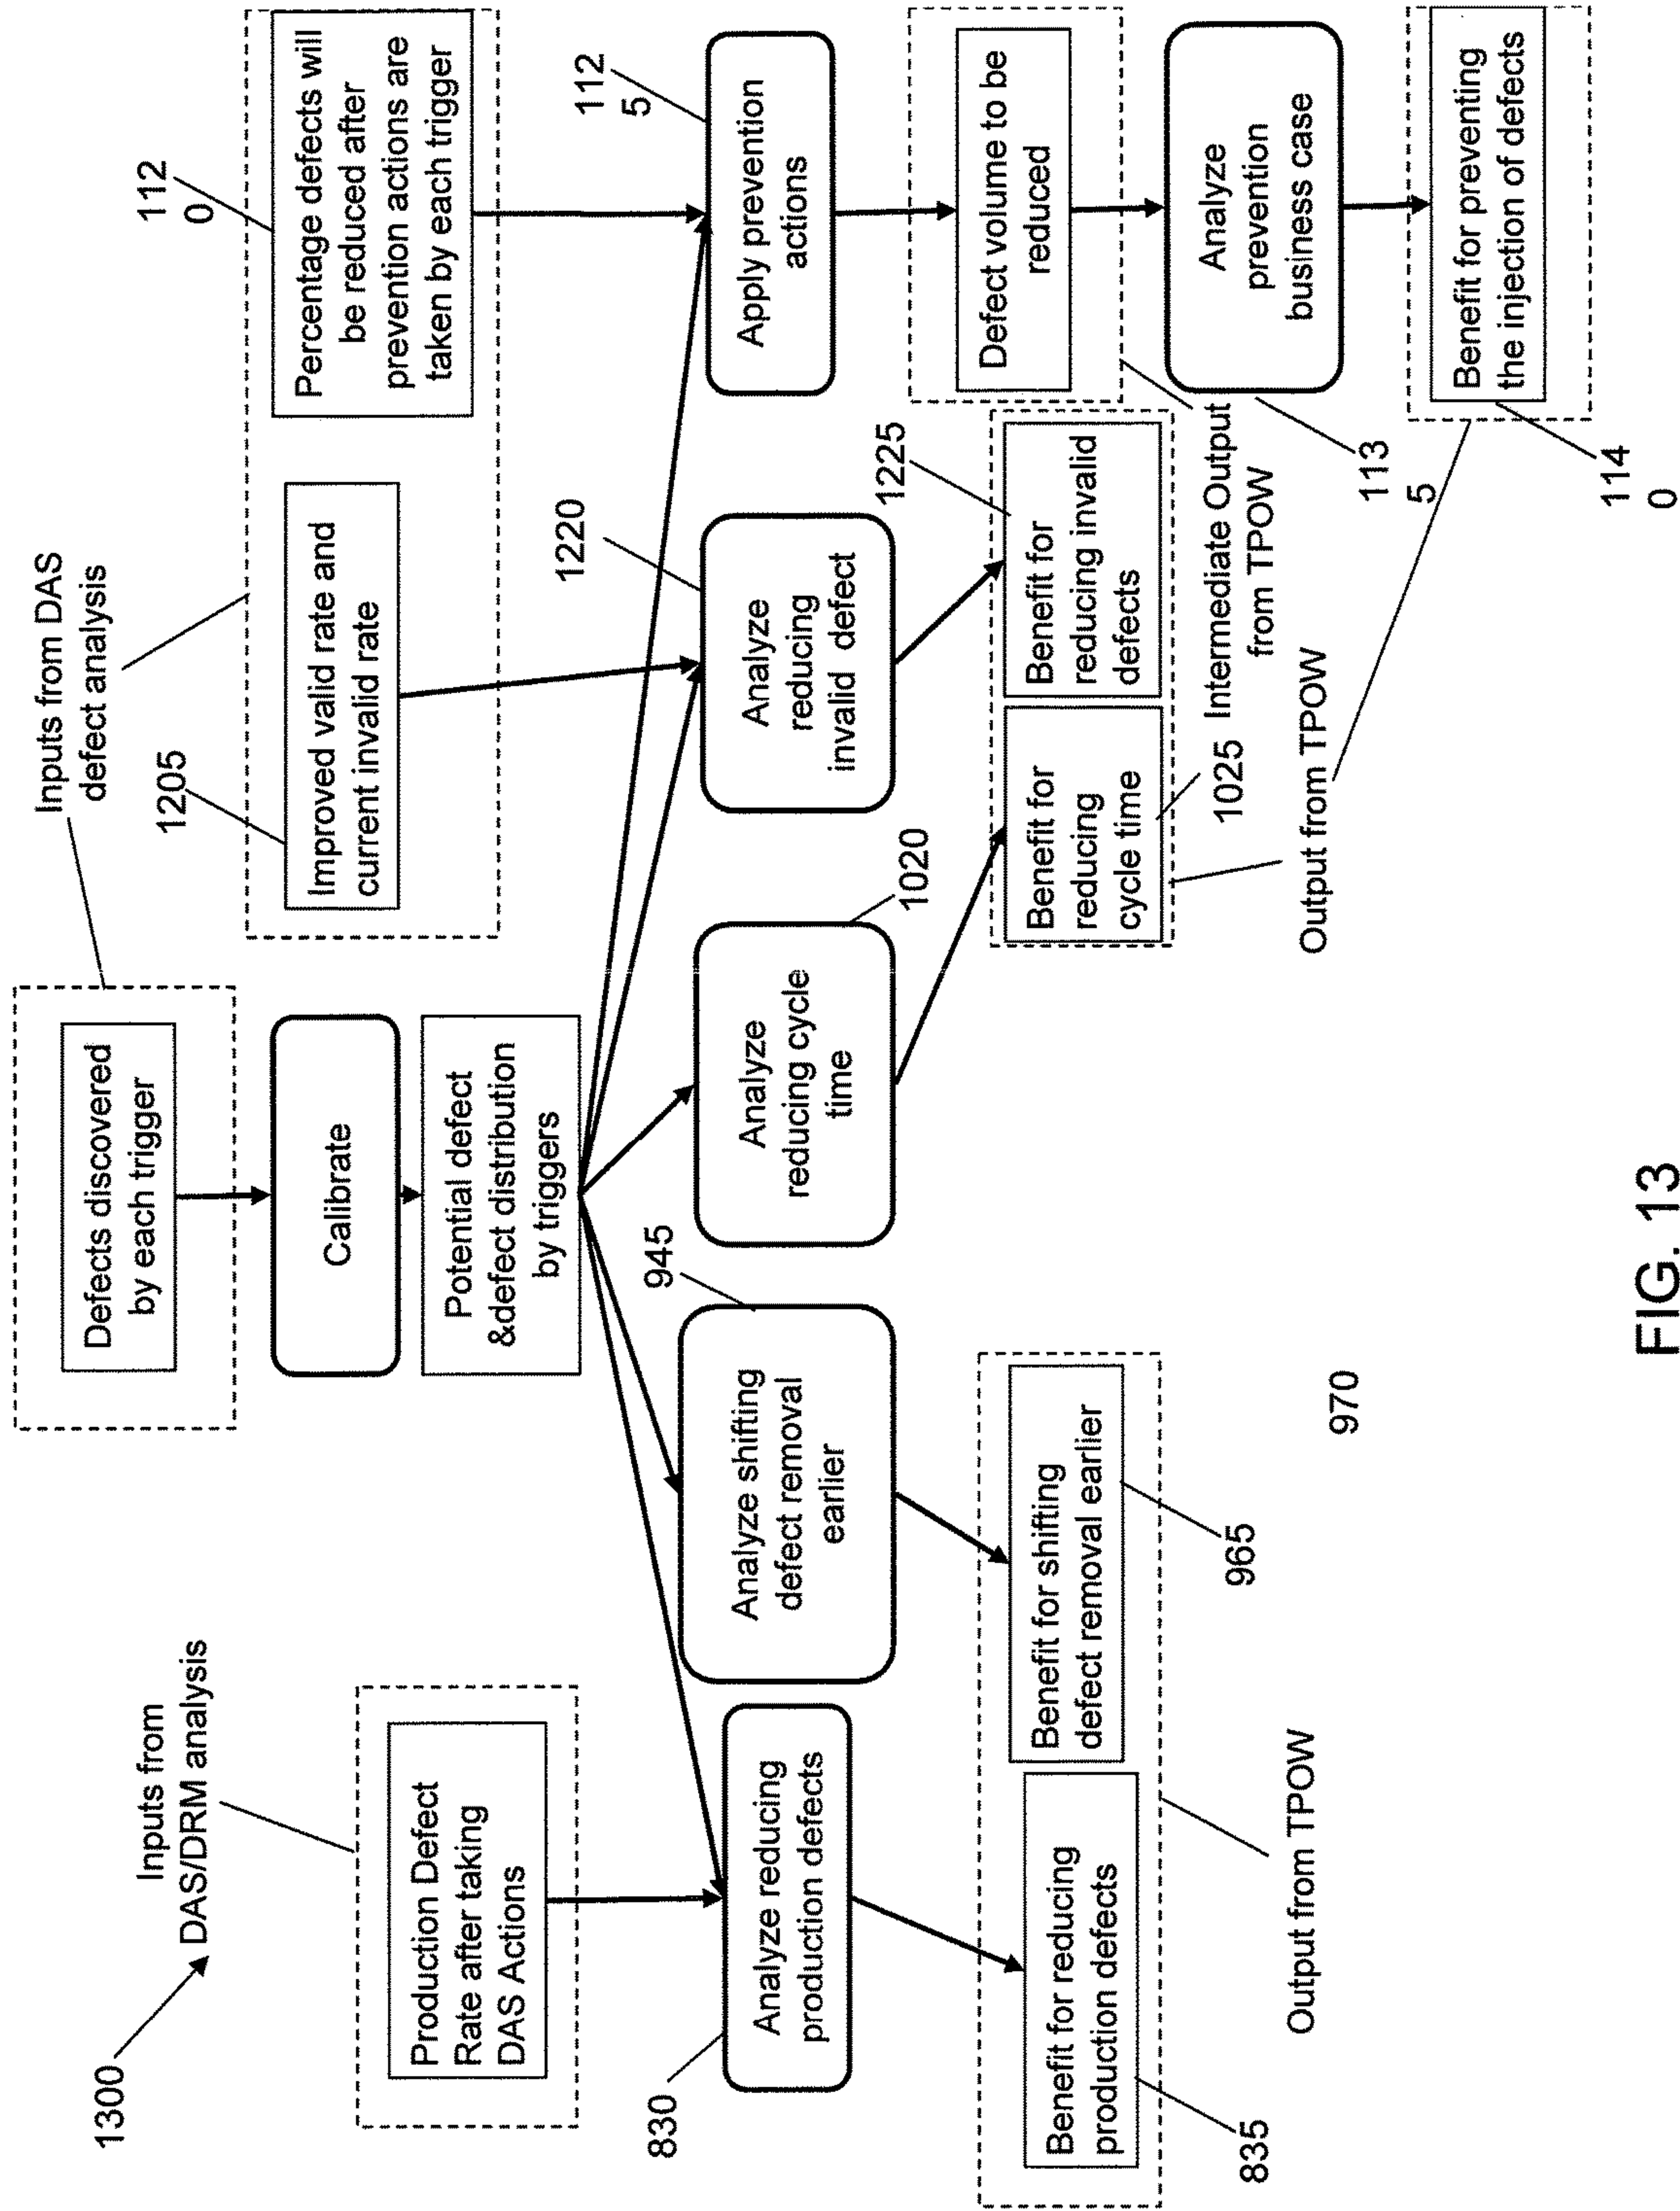 1300
Inputs from
DAS/DRM analysis
Inputs from DAS
defect analysis
Defects discovered
by each trigger
1205
112
0
Production Defect
Rate after taking
DAS Actions
Calibrate
Improved valid rate and
current invalid rate
Percentage defects will
be reduced after
prevention actions are
taken by each trigger
Potential defect
&defect distribution
by triggers
830
945
1020
1220
112
5
Analyze reducing
production defects
Analyze shifting
defect removal
earlier
Analyze
reducing cycle
time
Analyze
reducing
invalid defect
Apply prevention
actions
1225
Benefit for reducing
production defects
Benefit for shifting
defect removal earlier
Benefit for
reducing
cycle time
Benefit for
reducing invalid
defects
Defect volume to be
reduced
835
965
1025
Intermediate Output
from TPOW
Analyze
prevention
business case
113
5
Output from TPOW
970
Output from TPOW
Benefit for preventing
the injection of defects
114
0
FIG. 13